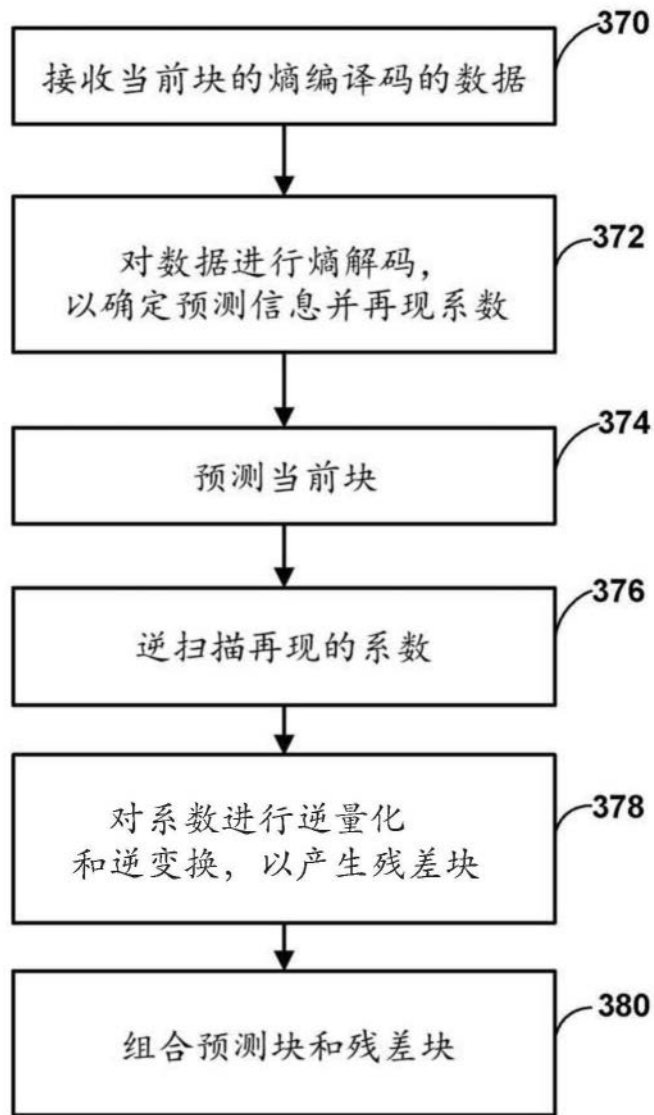 370
接收当前块的熵编译码的数据
372
对数据进行熵解码，
以确定预测信息并再现系数
374
预测当前块
376
逆扫描再现的系数
378
对系数进行逆量化
和逆变换，以产生残差块
380
组合预测块和残差块